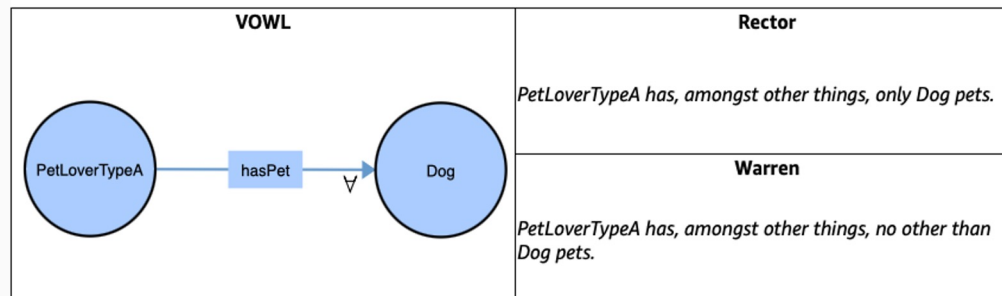 VOWL
PetLoverTypeA
hasPet
∀
Dog
Rector
PetLoverTypeA has, amongst other things, only Dog pets.
Warren
PetLoverTypeA has, amongst other things, no other than
Dog pets.